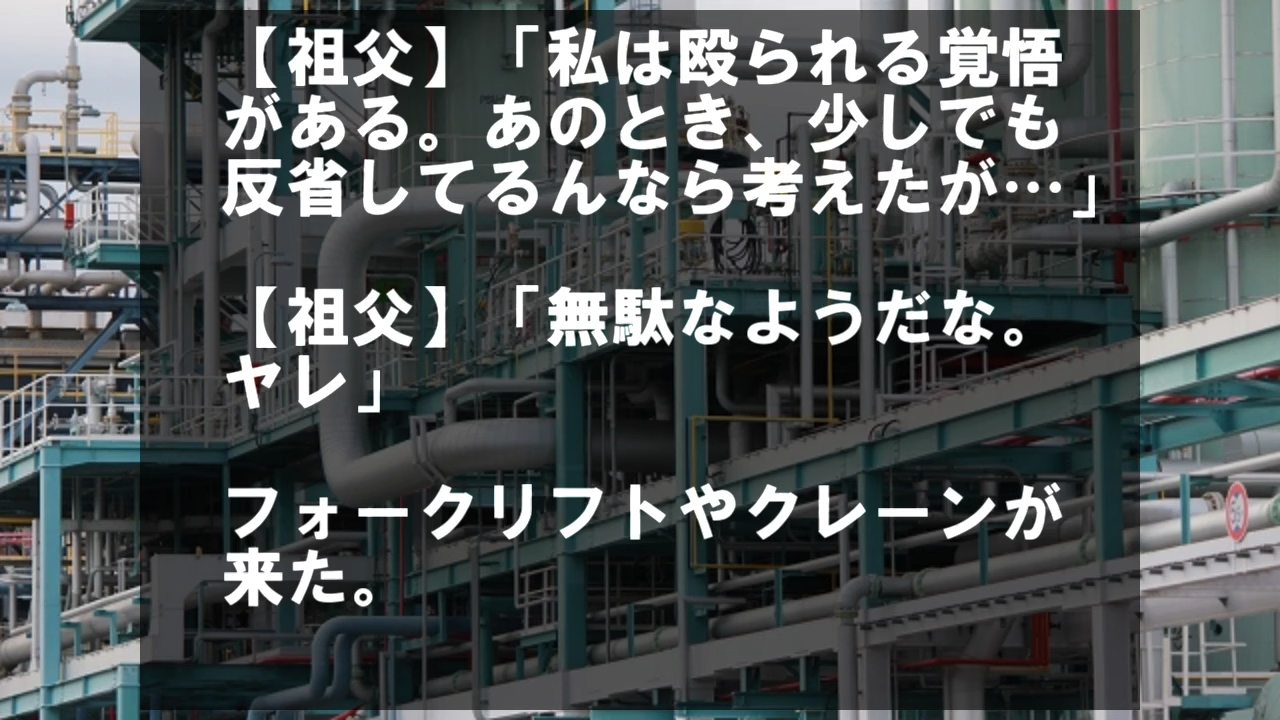 【祖父】「私は殴られる覚悟
がある。あのとき、少しでも
反省してるんなら考えたが…」
【祖父】「無駄なようだな。
ヤレ」
フォークリフトやクレーンが
来た。